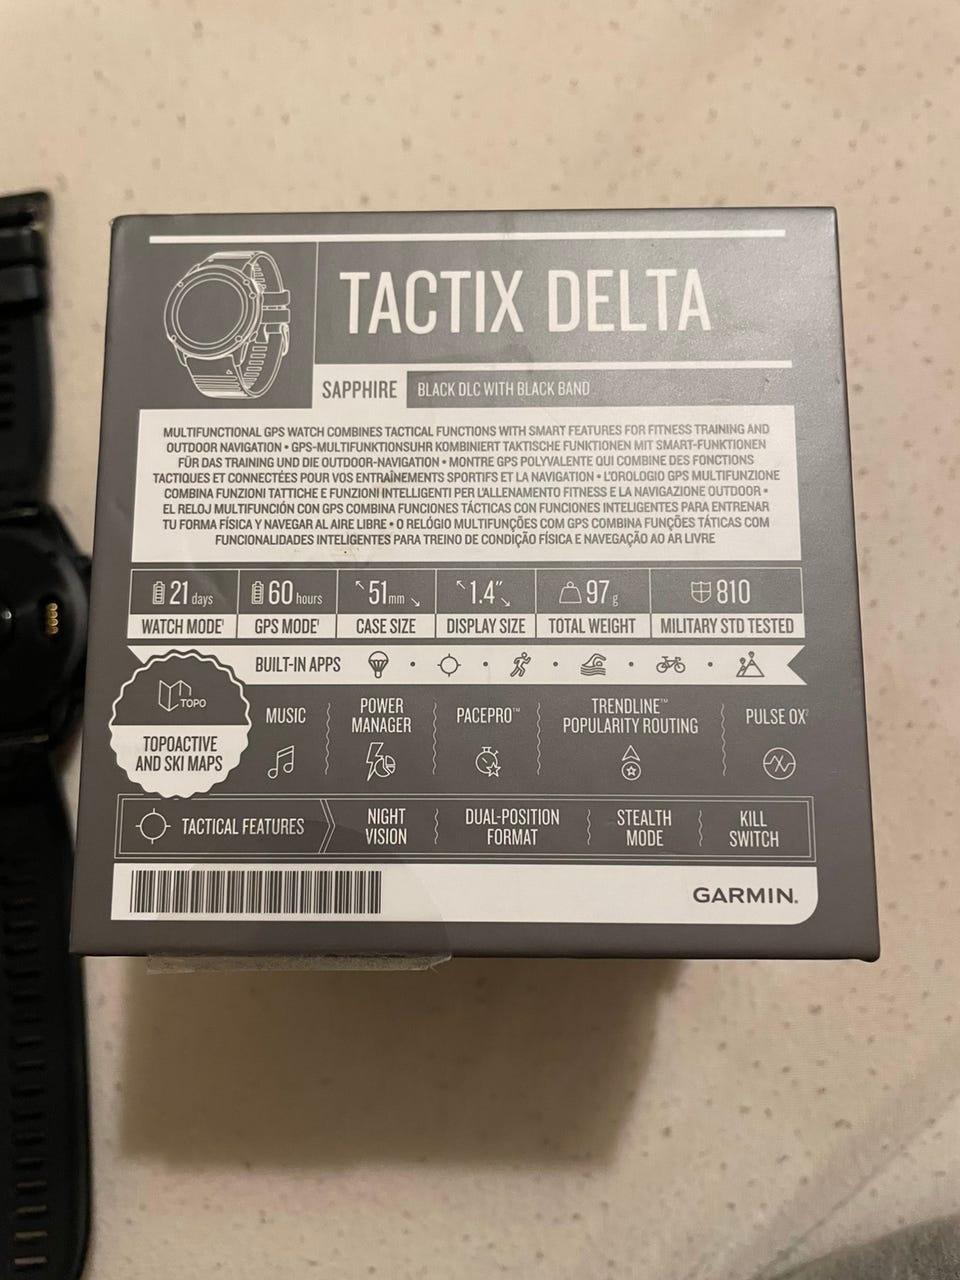 TACTIX DELTA
SAPPHIRE
BLACK DLC WITH BLACK BAND
MULTIFUNCTIONAL GPS WATCH COMBINES TACTICAL FUNCTIONS WITH SMART FEATURES FOR FITNESS TRAINING AND
OUTDOOR NAVIGATION • GPS-MULTIFUNKTIONSUHR KOMBINIERT TAKTISCHE FUNKTIONEN MIT SMART-FUNKTIONEN
FÜR DAS TRAINING UND DIE OUTDOOR-NAVIGATION • MONTRE GPS POLYVALENTE QUI COMBINE DES FONCTIONS
TACTIQUES ET CONNECTÉES POUR VOS ENTRAÎNEMENTS SPORTIFS ET LA NAVIGATION • L'OROLOGIO GPS MULTIFUNZIONE
COMBINA FUNZIONI TATTICHE E FUNZIONI INTELLIGENTI PER L'ALLENAMENTO FITNESS E LA NAVIGAZIONE OUTDOOR •
EL RELOJ MULTIFUNCIÓN CON GPS COMBINA FUNCIONES TÁCTICAS CON FUNCIONES INTELIGENTES PARA ENTRENAR
TU FORMA FÍSICA Y NAVEGAR AL AIRE LIBRE • O RELÓGIO MULTIFUNÇÕES COM GPS COMBINA FUNÇÕES TÁTICAS COM
FUNCIONALIDADES INTELIGENTES PARA TREINO DE CONDIÇÃO FÍSICA E NAVEGAÇÃO AO AR LIVRE
21 days
WATCH MODE¹
60 hours
GPS MODE¹
51 mm
CASE SIZE
1.4″
DISPLAY SIZE
97 g
TOTAL WEIGHT
810
MILITARY STD TESTED
BUILT-IN APPS
TOPO
TOPOACTIVE
AND SKI MAPS
MUSIC
POWER
MANAGER
PACEPRO™
TRENDLINE™
POPULARITY ROUTING
PULSE OX²
TACTICAL FEATURES
NIGHT
VISION
DUAL-POSITION
FORMAT
STEALTH
MODE
KILL
SWITCH
GARMIN.